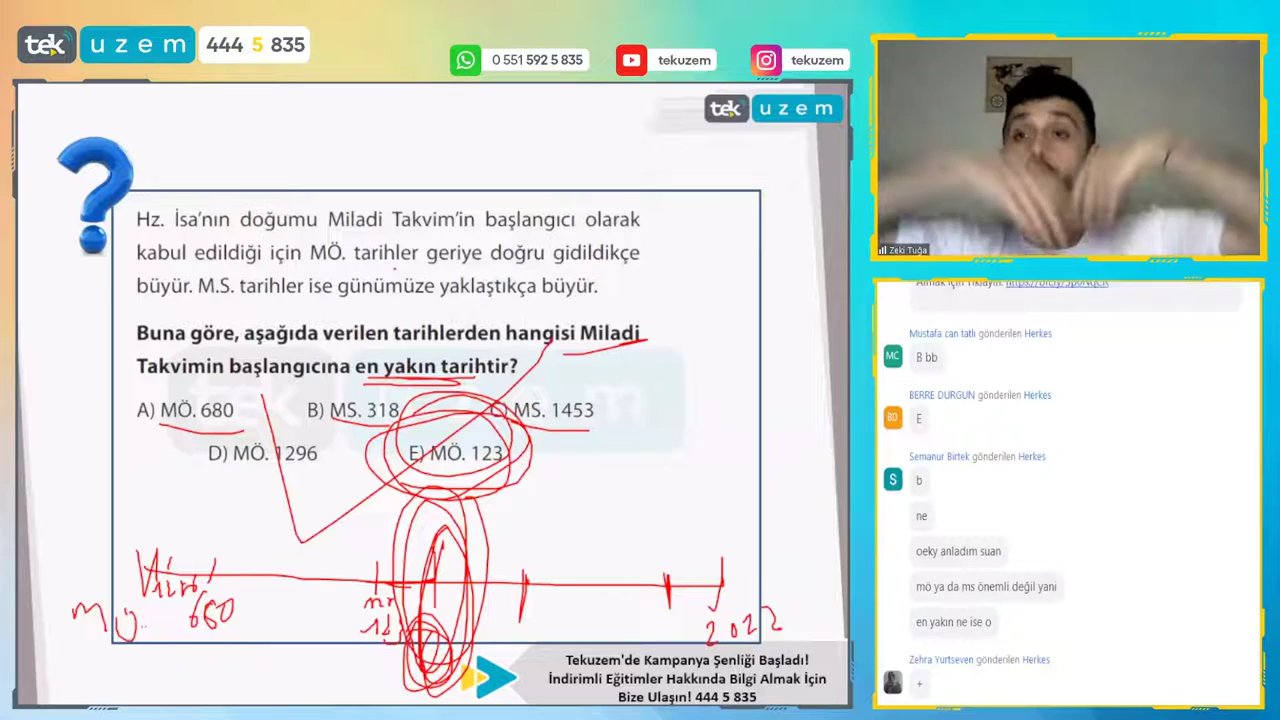 tek uzem 444 5 835
0 551 592 5 835
tekuzem
tekuzem
tek uzem
Hz. İsa'nın doğumu Miladi Takvim'in başlangıcı olarak
kabul edildiği için MÖ. tarihler geriye doğru gidildikçe
büyür. M.S. tarihler ise günümüze yaklaştıkça büyür.
Buna göre, aşağıda verilen tarihlerden hangisi Miladi
Takvimin başlangıcına en yakın tarihtir?
A) MÖ. 680 B) MS. 318 C) MS. 1453
D) MÖ. 1296 E) MÖ. 123
MÖ
680
2022
Tekuzem'de Kampanya Şenliği Başladı!
İndirimli Eğitimler Hakkında Bilgi Almak İçin
Bize Ulaşın! 444 5 835
Zeki Tuğa
Mustafa can tatlı gönderilen Herkes
MC
B bb
BERRE DURGUN gönderilen Herkes
BD
E
Semanur Birtek gönderilen Herkes
S
b
ne
oeky anladım suan
mö ya da ms önemli değil yani
en yakın ne ise o
Zehra Yurtseven gönderilen Herkes
+